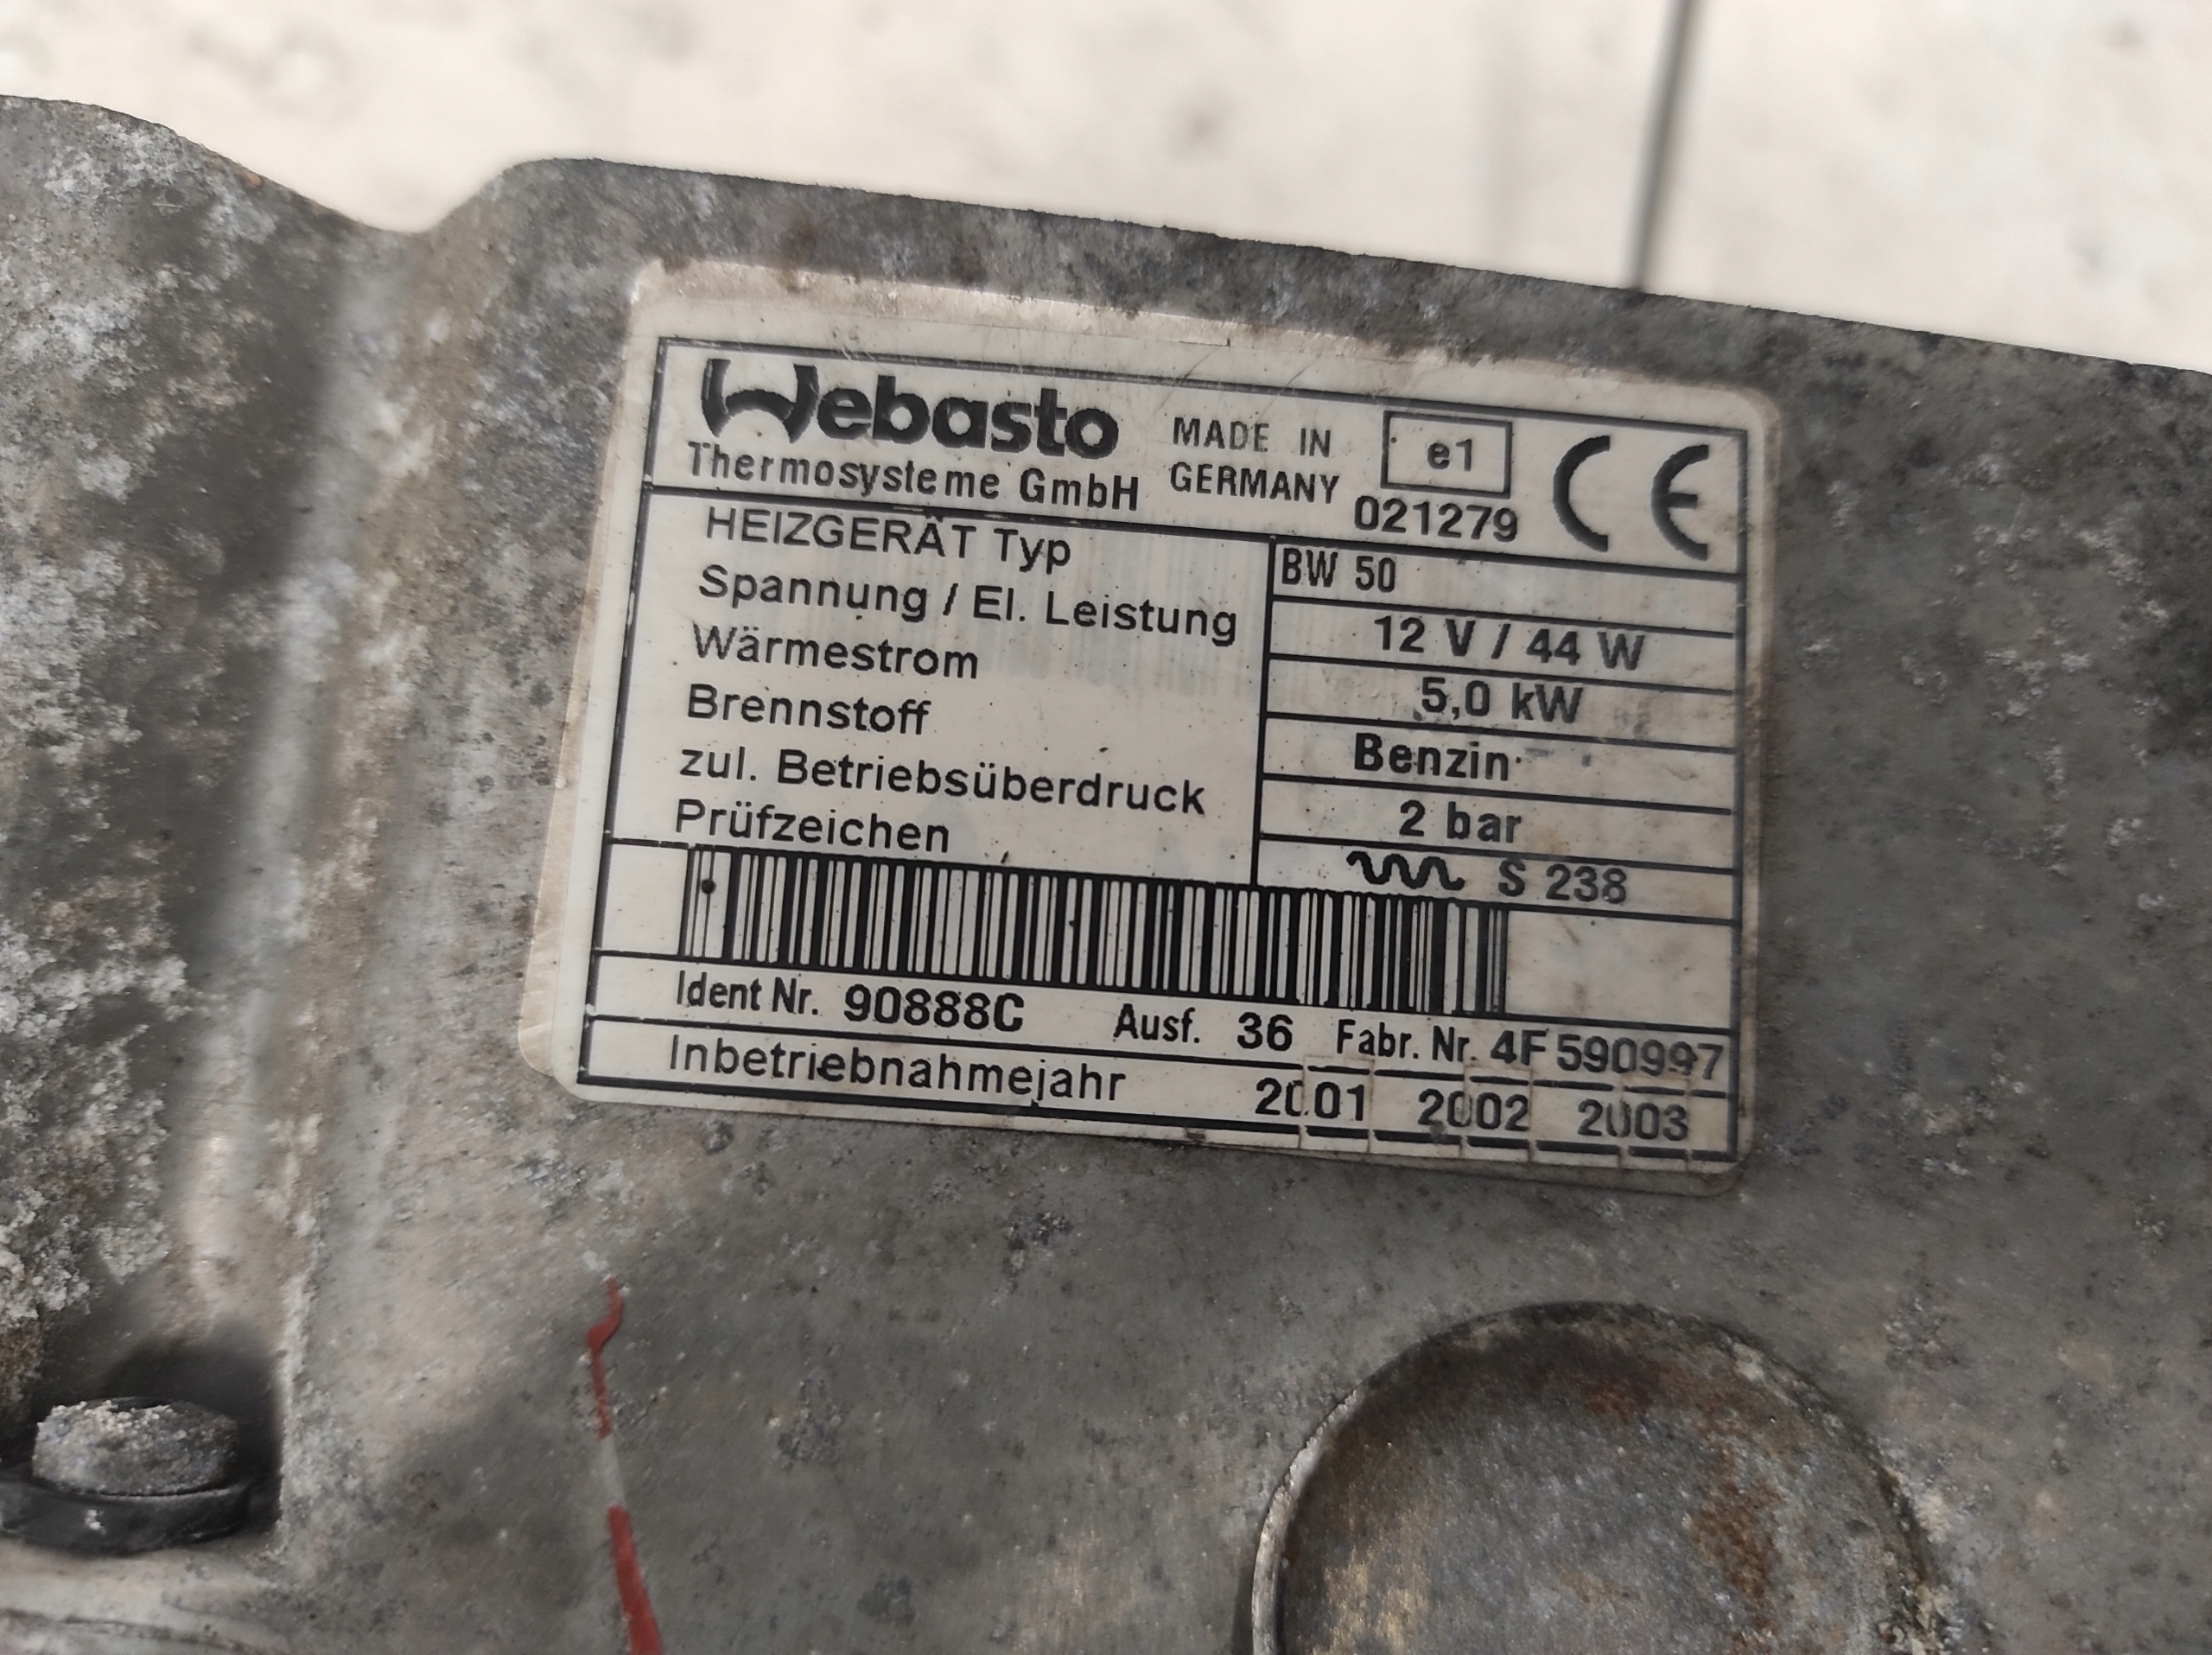 Webasto
Thermosysteme GmbH
MADE IN
GERMANY
e1
021279
CE
HEIZGERÄT Typ BW 50
Spannung / El. Leistung 12 V / 44 W
Wärmestrom 5,0 kW
Brennstoff Benzin
zul. Betriebsüberdruck 2 bar
Prüfzeichen S 238
Ident Nr. 90888C Ausf. 36 Fabr. Nr. 4F590997
Inbetriebnahmejahr 2001 2002 2003